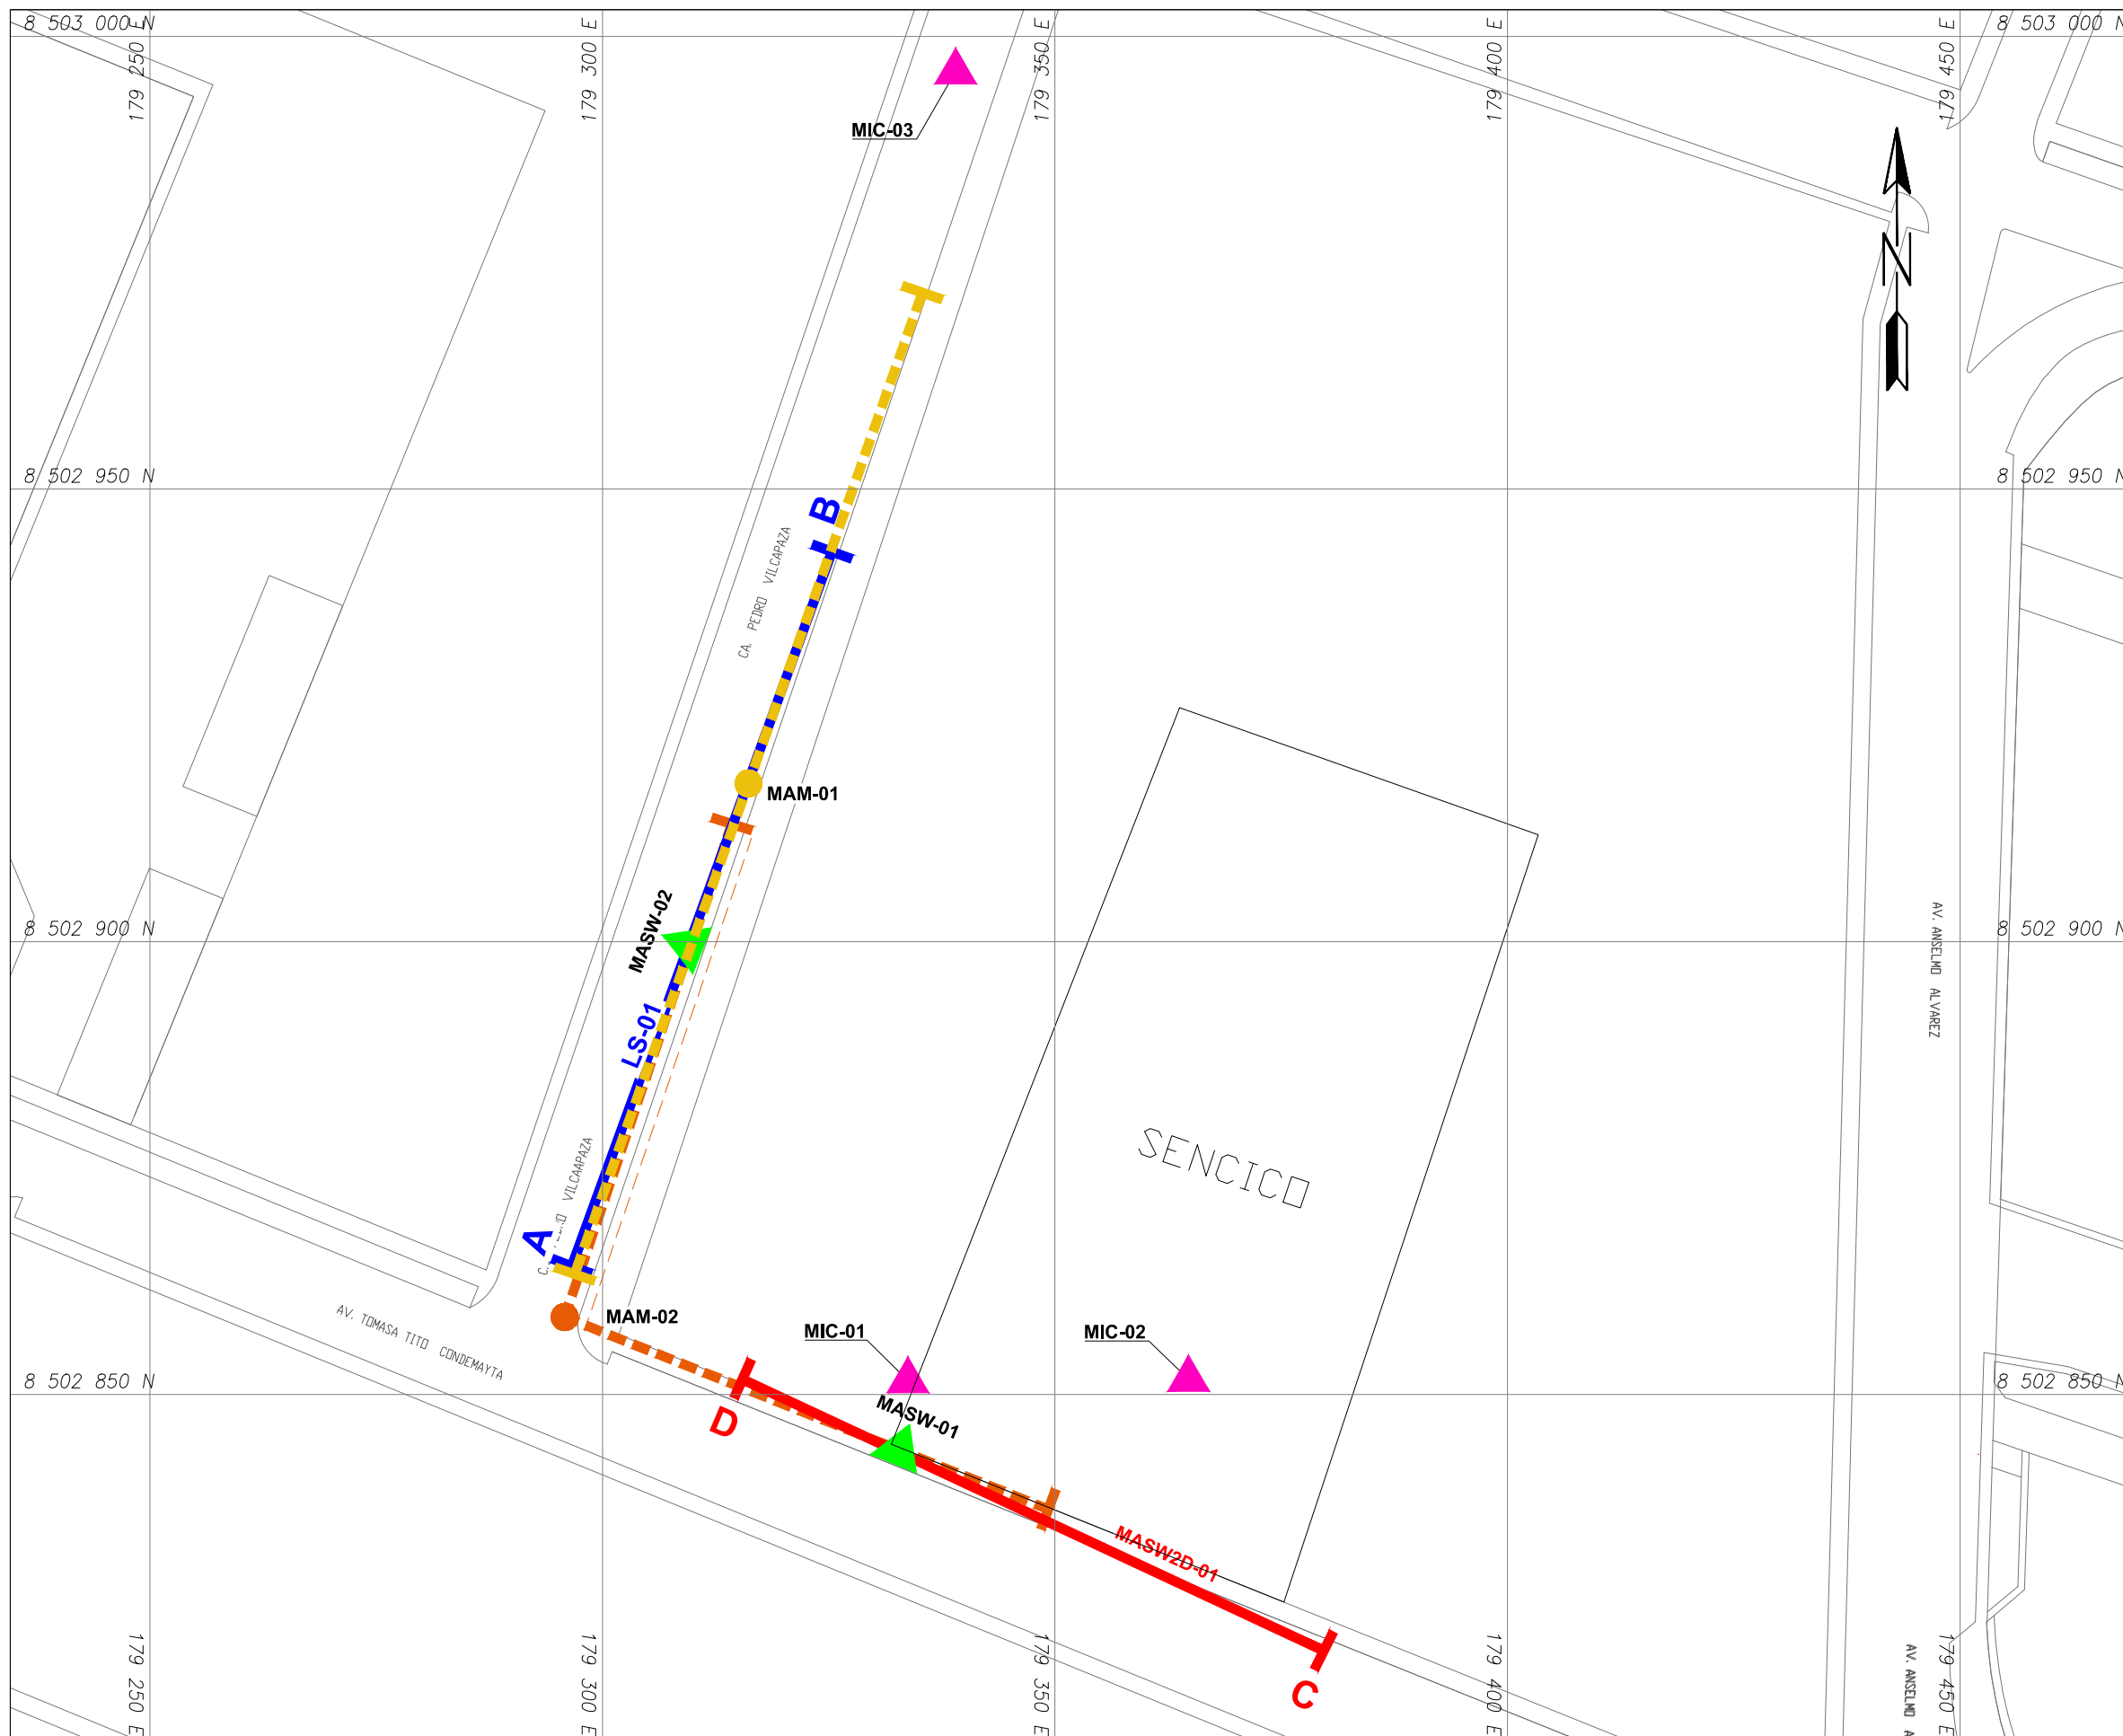 8 503 000 N
179 250 E
179 300 E
179 350 E
179 400 E
179 450 E
8 503 000 N
MIC-03
N
8 502 950 N
8 502 950 N
B
CA. PEDRO VILCAPAZA
MAM-01
MASW-02
8 502 900 N
8 502 900 N
AV. ANSELMO ALVAREZ
LS-01
SENCICO
VILCAAPAZA
A
MAM-02
AV. TOMASA TITO CONDEMAYTA
MIC-01
MIC-02
8 502 850 N
8 502 850 N
MASW-01
D
MASW2D-01
C
179 250 E
179 300 E
179 350 E
179 400 E
179 450 E
AV. ANSELMO A